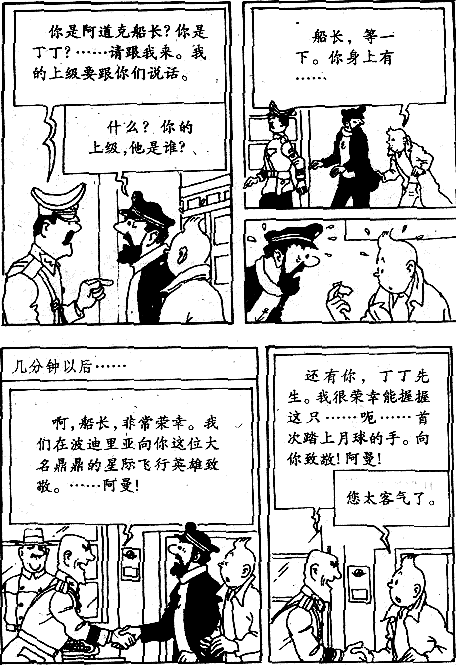 你是阿道克船长？你是
丁丁？……请跟我来。我
的上级要跟你们说话。
什么？你的
上级，他是谁？
船长，等一
下。你身上有
……
几分钟以后……
啊，船长，非常荣幸。我
们在波迪里亚向你这位大
名鼎鼎的星际飞行英雄致
敬。……阿曼！
还有你，丁丁先
生。我很荣幸能握握
这只……呃……首
次踏上月球的手。向
你致敬！阿曼！
您太客气了。